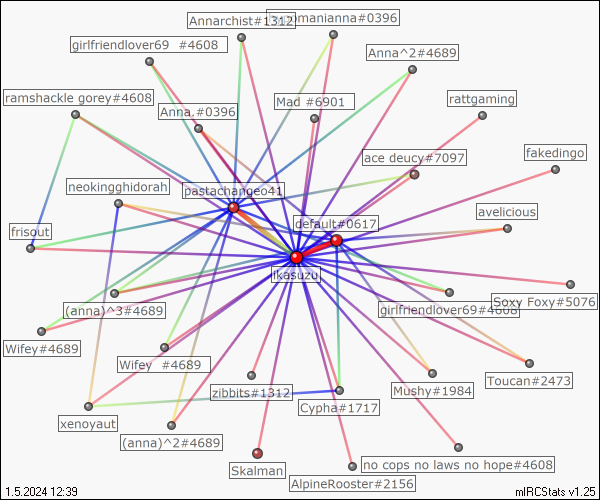 Annarchist#1312
omanianna#0396
girlfriendlover69 #4608
Anna^2#4689
ramshackle gorey#4608
Mad #6901
rattgaming
Anna.#0396
ace deucy#7097
fakedingo
neokingghidorah
pastachangeo41
avelicious
default#0617
frisout
ikasuzu
(anna)^3#4689
girlfriendlover69#4608
Soxy Foxy#5076
Wifey#4689
Wifey #4689
Toucan#2473
zibbits#1312
Mushy#1984
Cypha#1717
xenoyaut
(anna)^2#4689
Skalman
no cops no laws no hope#4608
AlpineRooster#2156
1.5.2024 12:39
mIRCStats v1.25